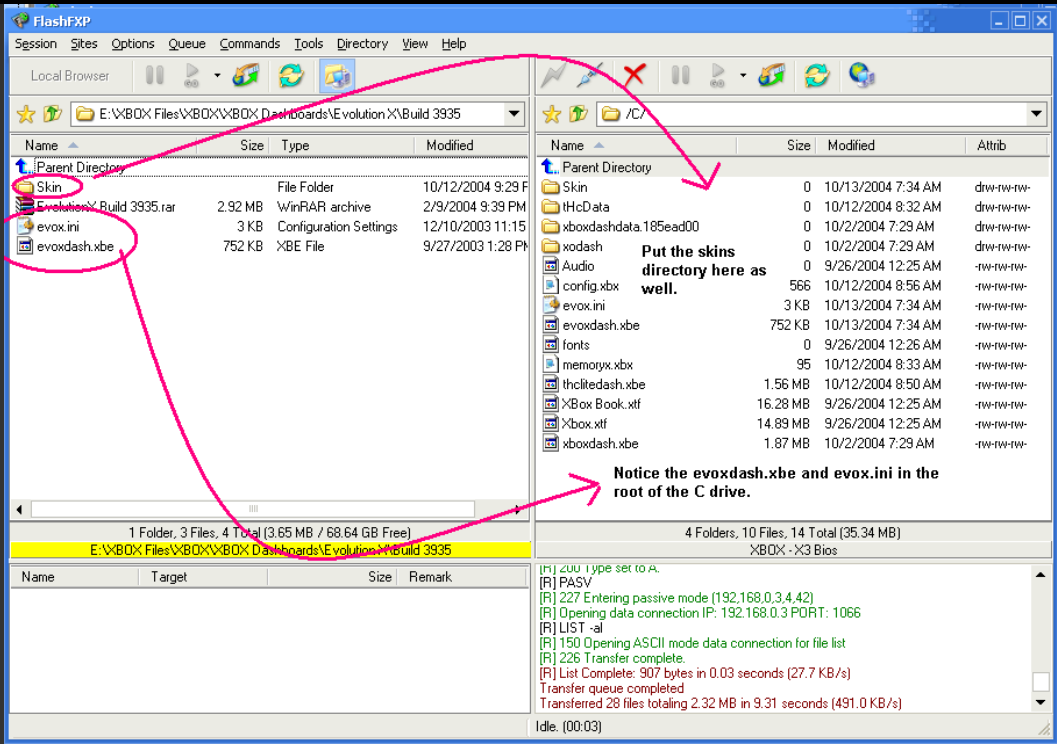 FlashFXP
Session Sites Options Queue Commands Tools Directory View Help
Local Browser
E:\XBOX Files\XBOX\XBOX Dashboards\Evolution X\Build 3935
Name Size Type Modified
Parent Directory
Skin File Folder 10/12/2004 9:29 F
EvolutionX Build 3935.rar 2.92 MB WinRAR archive 2/9/2004 9:39 PM
evox.ini 3 KB Configuration Settings 12/10/2003 11:15
evoxdash.xbe 752 KB XBE File 9/27/2003 1:28 PM
1 Folder, 3 Files, 4 Total (3.65 MB / 68.64 GB Free)
E:\XBOX Files\XBOX\XBOX Dashboards\Evolution X\Build 3935
Name Target Size Remark
/C/
Name Size Modified Attrib
Parent Directory
Skin 0 10/13/2004 7:34 AM drw-rw-rw-
tHcData 0 10/12/2004 8:32 AM drw-rw-rw-
xboxdashdata.185ead00 0 10/2/2004 7:29 AM drw-rw-rw-
xodash 0 10/2/2004 7:29 AM drw-rw-rw-
Audio 0 9/26/2004 12:25 AM -rw-rw-rw-
config.xbx 566 10/12/2004 8:56 AM -rw-rw-rw-
evox.ini 3 KB 10/13/2004 7:34 AM -rw-rw-rw-
evoxdash.xbe 752 KB 10/13/2004 7:34 AM -rw-rw-rw-
fonts 0 9/26/2004 12:26 AM -rw-rw-rw-
memoryx.xbx 95 10/12/2004 8:33 AM -rw-rw-rw-
thclitedash.xbe 1.56 MB 10/12/2004 8:50 AM -rw-rw-rw-
XBox Book.xtf 16.28 MB 9/26/2004 12:25 AM -rw-rw-rw-
Xbox.xtf 14.89 MB 9/26/2004 12:25 AM -rw-rw-rw-
xboxdash.xbe 1.87 MB 10/2/2004 7:29 AM -rw-rw-rw-
Put the skins
directory here as
well.
Notice the evoxdash.xbe and evox.ini in the
root of the C drive.
4 Folders, 10 Files, 14 Total (35.34 MB)
XBOX - X3 Bios
[R] 200 Type set to A.
[R] PASV
[R] 227 Entering passive mode (192,168,0,3,4,42)
[R] Opening data connection IP: 192.168.0.3 PORT: 1066
[R] LIST -al
[R] 150 Opening ASCII mode data connection for file list
[R] 226 Transfer complete.
[R] List Complete: 907 bytes in 0.03 seconds (27.7 KB/s)
Transfer queue completed
Transferred 28 files totaling 2.32 MB in 9.31 seconds (491.0 KB/s)
Idle. (00:03)